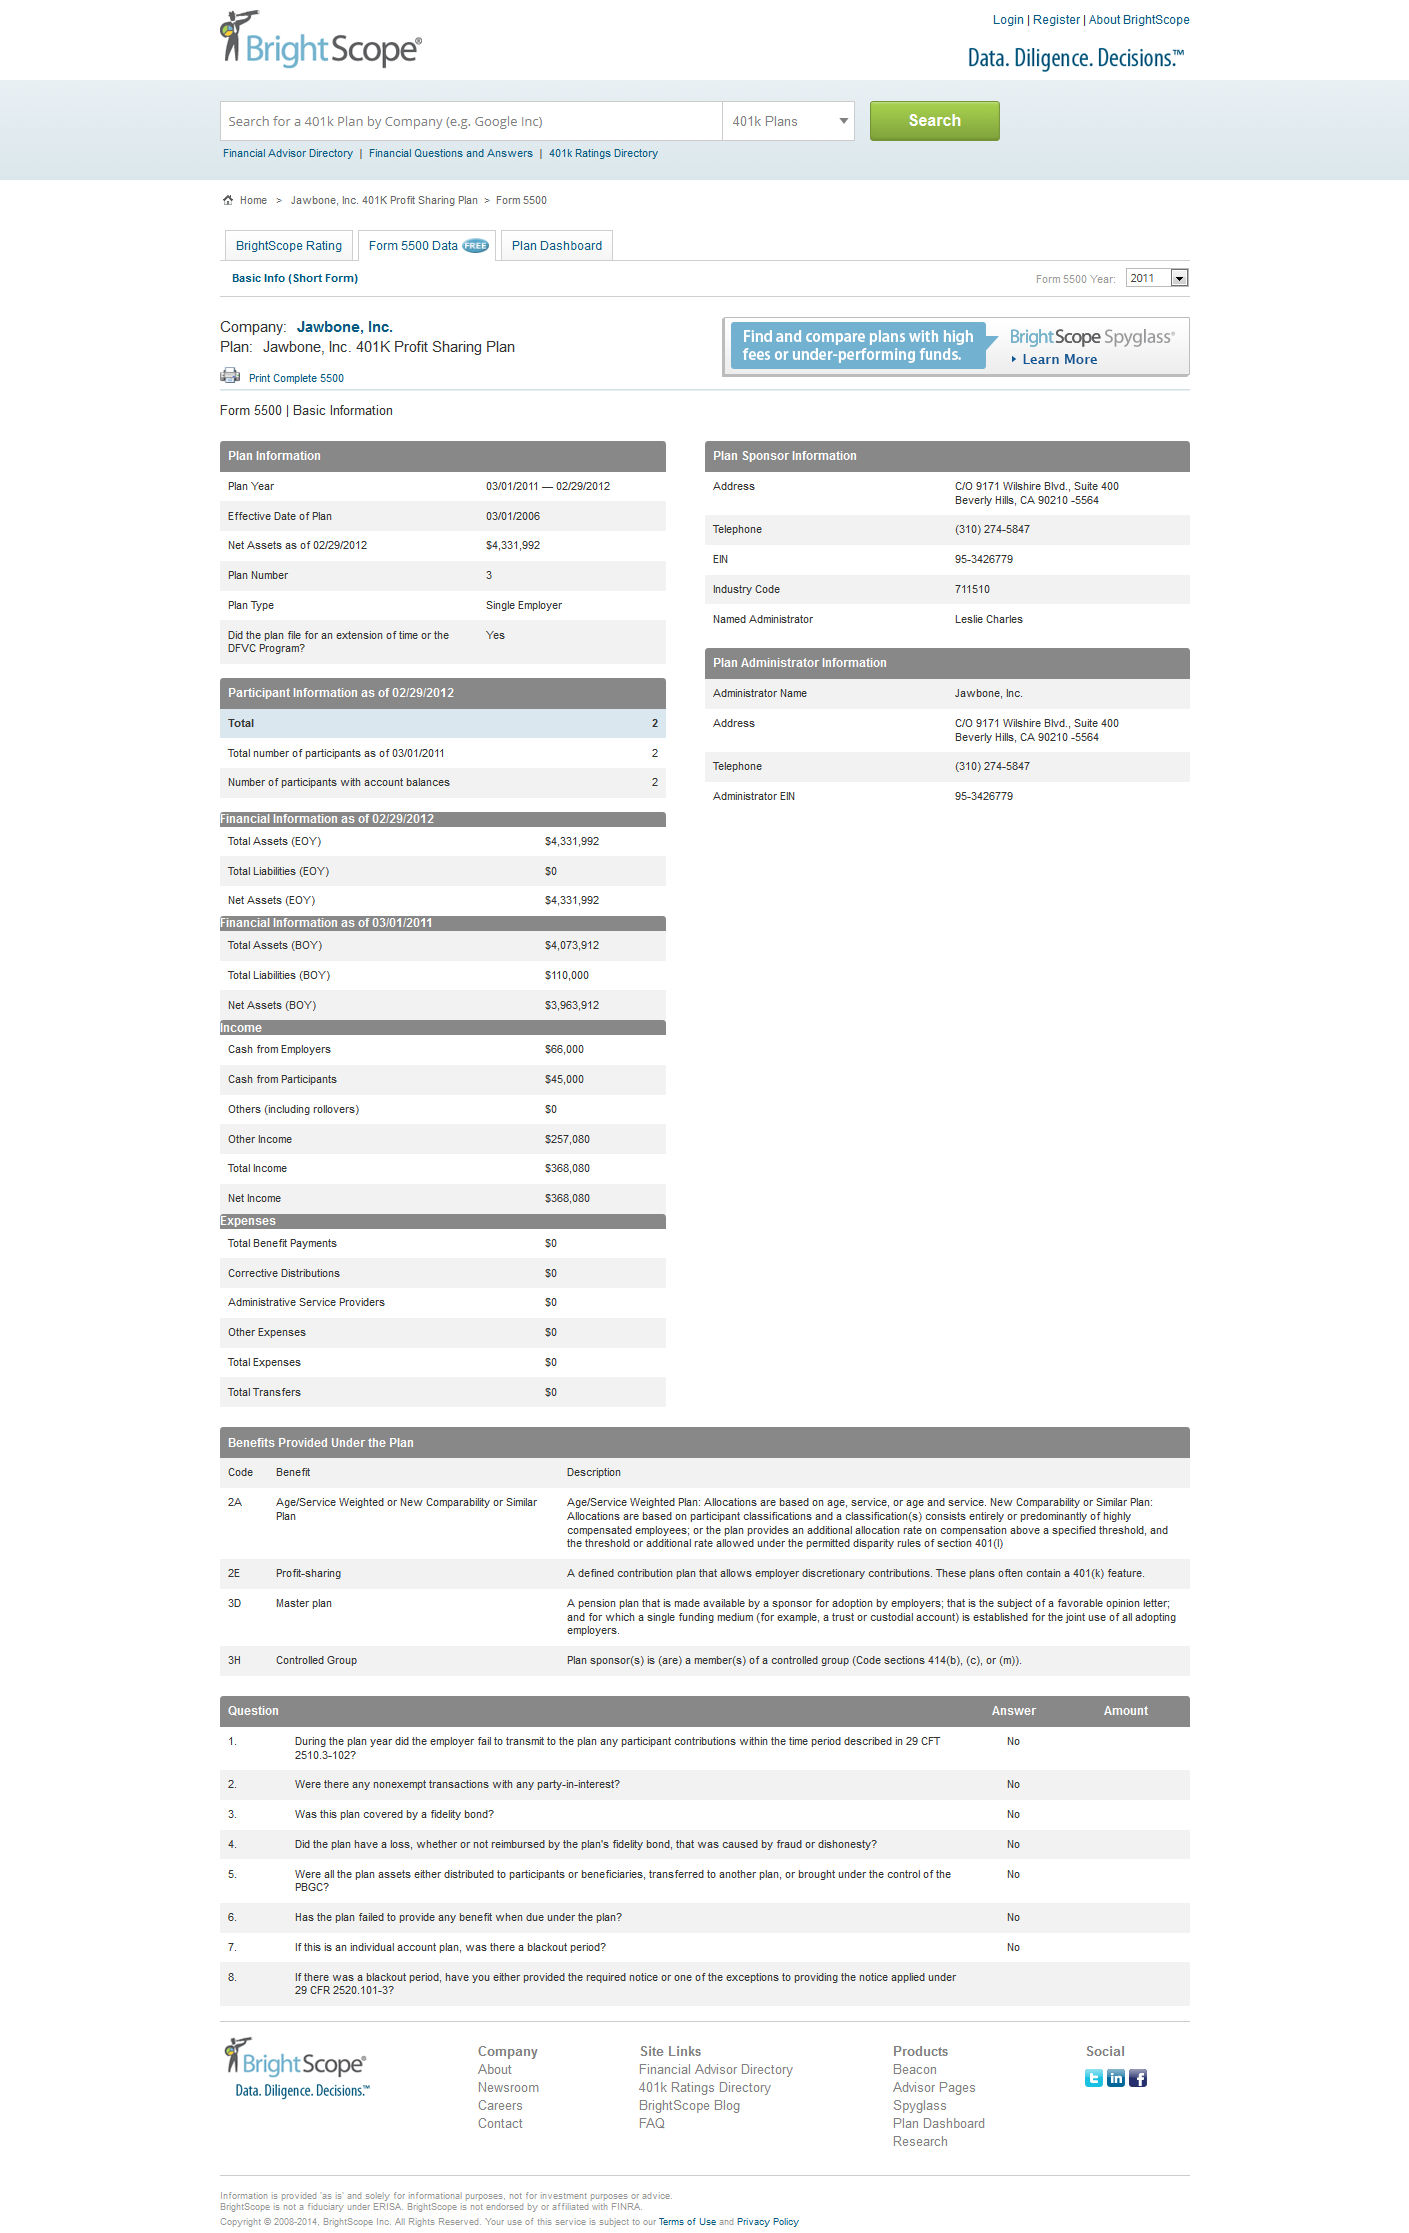 Login | Register | About BrightScope
BrightScope®
Data. Diligence. Decisions.™
Search for a 401k Plan by Company (e.g. Google Inc)
401k Plans
Search
Financial Advisor Directory | Financial Questions and Answers | 401k Ratings Directory
Home > Jawbone, Inc. 401K Profit Sharing Plan > Form 5500
BrightScope Rating
Form 5500 Data FREE
Plan Dashboard
Basic Info (Short Form)
Form 5500 Year: 2011
Company: Jawbone, Inc.
Plan: Jawbone, Inc. 401K Profit Sharing Plan
Print Complete 5500
Find and compare plans with high
fees or under-performing funds.
BrightScope Spyglass®
Learn More
Form 5500 | Basic Information
Plan Information
Plan Year 03/01/2011 — 02/29/2012
Effective Date of Plan 03/01/2006
Net Assets as of 02/29/2012 $4,331,992
Plan Number 3
Plan Type Single Employer
Did the plan file for an extension of time or the Yes
DFVC Program?
Participant Information as of 02/29/2012
Total 2
Total number of participants as of 03/01/2011 2
Number of participants with account balances 2
Financial Information as of 02/29/2012
Total Assets (EOY) $4,331,992
Total Liabilities (EOY) $0
Net Assets (EOY) $4,331,992
Financial Information as of 03/01/2011
Total Assets (BOY) $4,073,912
Total Liabilities (BOY) $110,000
Net Assets (BOY) $3,963,912
Income
Cash from Employers $66,000
Cash from Participants $45,000
Others (including rollovers) $0
Other Income $257,080
Total Income $368,080
Net Income $368,080
Expenses
Total Benefit Payments $0
Corrective Distributions $0
Administrative Service Providers $0
Other Expenses $0
Total Expenses $0
Total Transfers $0
Plan Sponsor Information
Address C/O 9171 Wilshire Blvd., Suite 400
Beverly Hills, CA 90210 -5564
Telephone (310) 274-5847
EIN 95-3426779
Industry Code 711510
Named Administrator Leslie Charles
Plan Administrator Information
Administrator Name Jawbone, Inc.
Address C/O 9171 Wilshire Blvd., Suite 400
Beverly Hills, CA 90210 -5564
Telephone (310) 274-5847
Administrator EIN 95-3426779
Benefits Provided Under the Plan
Code Benefit Description
2A Age/Service Weighted or New Comparability or Similar Age/Service Weighted Plan: Allocations are based on age, service, or age and service. New Comparability or Similar Plan:
Plan Allocations are based on participant classifications and a classification(s) consists entirely or predominantly of highly
compensated employees; or the plan provides an additional allocation rate on compensation above a specified threshold, and
the threshold or additional rate allowed under the permitted disparity rules of section 401(l)
2E Profit-sharing A defined contribution plan that allows employer discretionary contributions. These plans often contain a 401(k) feature.
3D Master plan A pension plan that is made available by a sponsor for adoption by employers; that is the subject of a favorable opinion letter;
and for which a single funding medium (for example, a trust or custodial account) is established for the joint use of all adopting
employers.
3H Controlled Group Plan sponsor(s) is (are) a member(s) of a controlled group (Code sections 414(b), (c), or (m)).
Question Answer Amount
1. During the plan year did the employer fail to transmit to the plan any participant contributions within the time period described in 29 CFT No
2510.3-102?
2. Were there any nonexempt transactions with any party-in-interest? No
3. Was this plan covered by a fidelity bond? No
4. Did the plan have a loss, whether or not reimbursed by the plan's fidelity bond, that was caused by fraud or dishonesty? No
5. Were all the plan assets either distributed to participants or beneficiaries, transferred to another plan, or brought under the control of the No
PBGC?
6. Has the plan failed to provide any benefit when due under the plan? No
7. If this is an individual account plan, was there a blackout period? No
8. If there was a blackout period, have you either provided the required notice or one of the exceptions to providing the notice applied under
29 CFR 2520.101-3?
BrightScope®
Data. Diligence. Decisions.™
Company
About
Newsroom
Careers
Contact
Site Links
Financial Advisor Directory
401k Ratings Directory
BrightScope Blog
FAQ
Products
Beacon
Advisor Pages
Spyglass
Plan Dashboard
Research
Social
Information is provided 'as is' and solely for informational purposes, not for investment purposes or advice.
BrightScope is not a fiduciary under ERISA. BrightScope is not endorsed by or affiliated with FINRA.
Copyright © 2008-2014, BrightScope Inc. All Rights Reserved. Your use of this service is subject to our Terms of Use and Privacy Policy